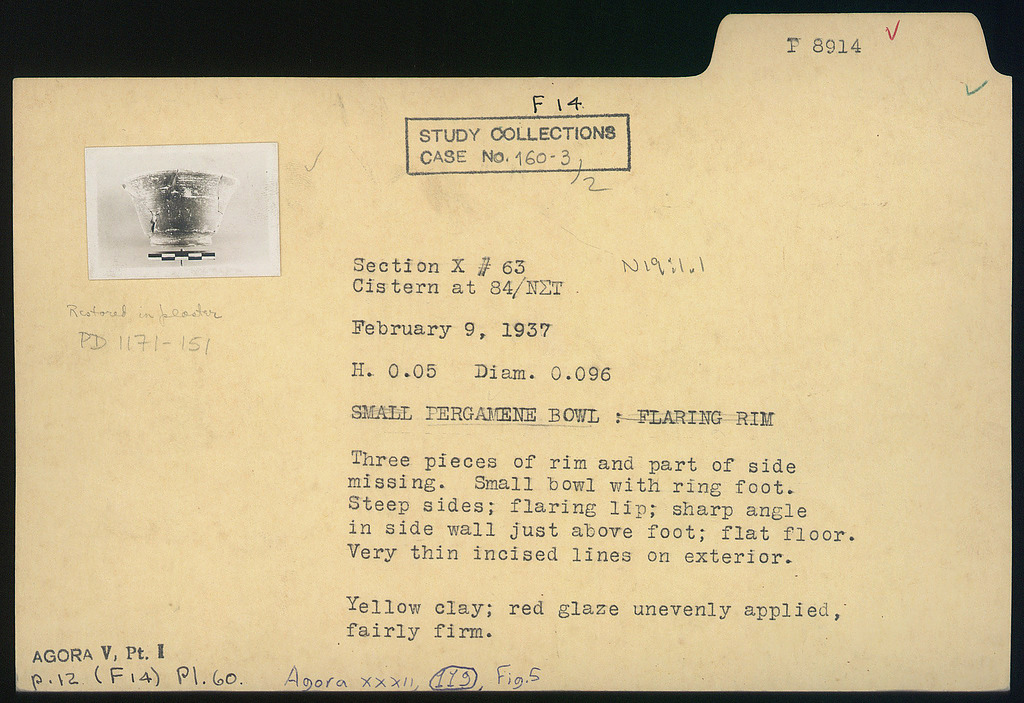 P 8914
F 14
STUDY COLLECTIONS
CASE No. 160-3/2
Restored in plaster
PD 1171-151
Section X # 63
Cistern at 84/ΝΣΤ
February 9, 1937
H. 0.05 Diam. 0.096
SMALL PERGAMENE BOWL : FLARING RIM
Three pieces of rim and part of side
missing. Small bowl with ring foot.
Steep sides; flaring lip; sharp angle
in side wall just above foot; flat floor.
Very thin incised lines on exterior.
Yellow clay; red glaze unevenly applied,
fairly firm.
AGORA V, Pt. I
p.12 (F14) Pl.60. Agora XXXII, 119, Fig.5